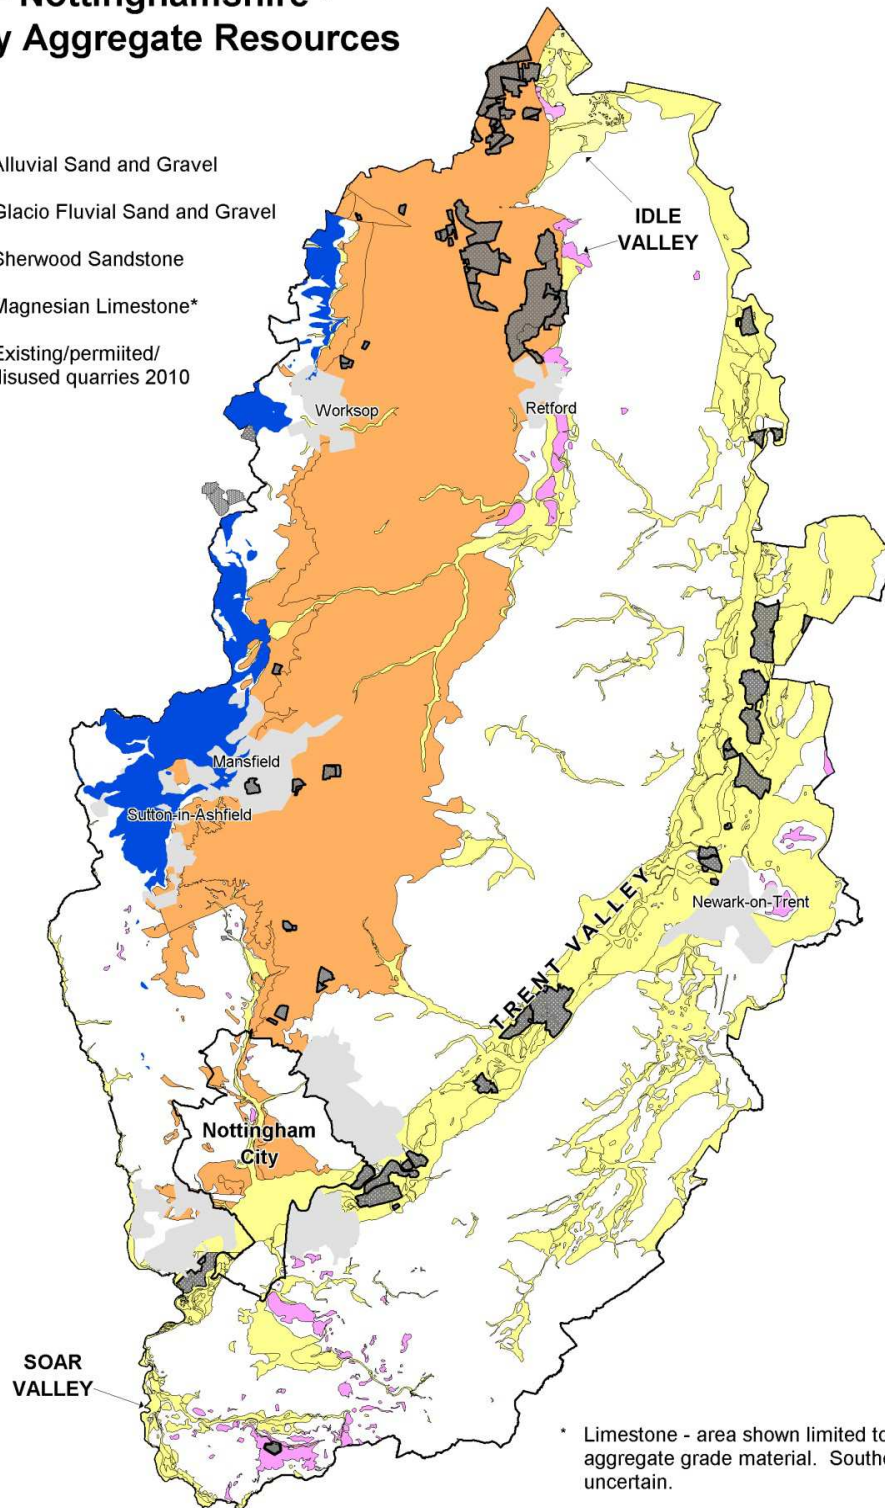 Nottinghamshire -
y Aggregate Resources
Alluvial Sand and Gravel
Glacio Fluvial Sand and Gravel
Sherwood Sandstone
Magnesian Limestone*
Existing/permiited/
disused quarries 2010
IDLE
VALLEY
Worksop
Retford
Mansfield
Sutton-in-Ashfield
Newark-on-Trent
TRENT VALLEY
Nottingham
City
SOAR
VALLEY
* Limestone - area shown limited to
aggregate grade material. Southe
uncertain.